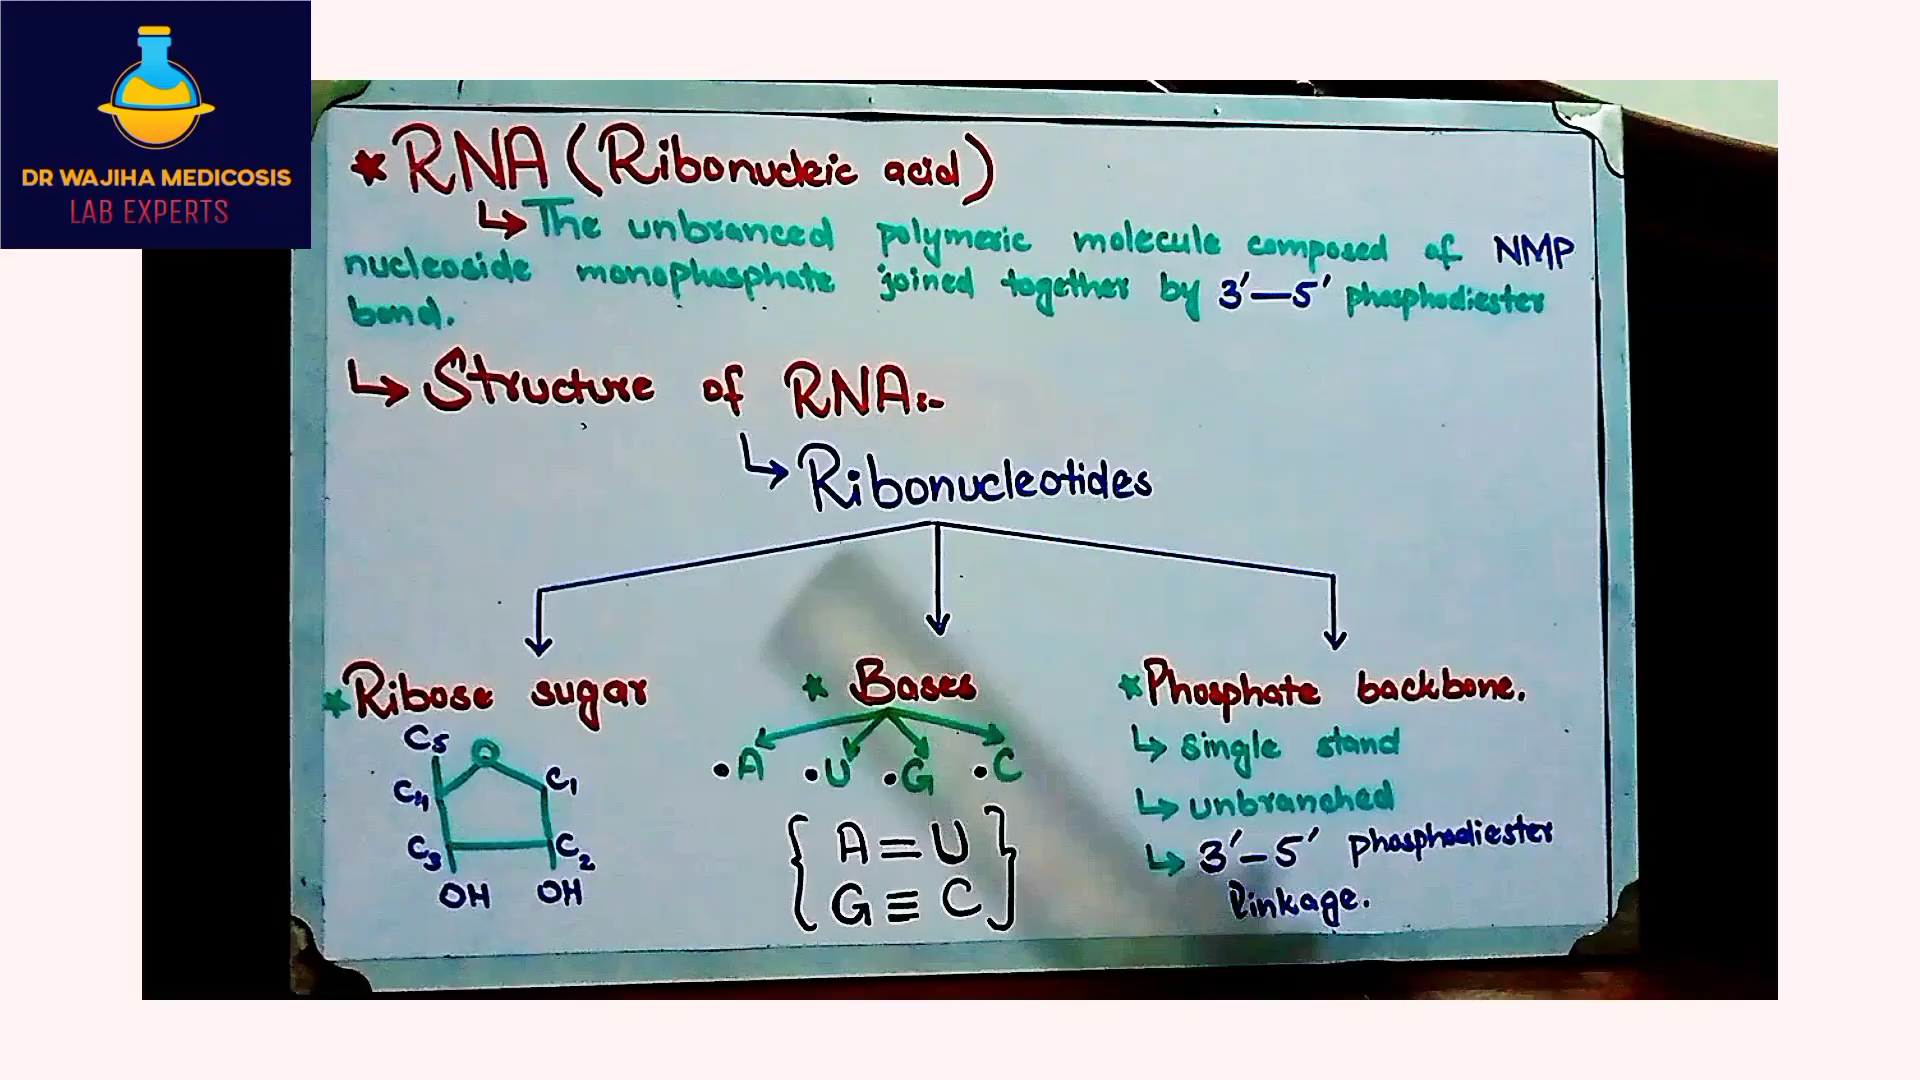 DR WAJIHA MEDICOSIS
LAB EXPERTS
* RNA (Ribonucleic acid)
↳ The unbranced polymeric molecule composed of NMP
nucleoside monophosphate joined together by 3'—5' phosphodiester
bond.
↳ Structure of RNA:-
↳ Ribonucleotides
* Ribose sugar
C5
O
C4
C1
C3
C2
OH OH
* Bases
•A •U •G •C
{ A = U }
{ G ≡ C }
* Phosphate backbone.
↳ single stand
↳ unbranched
↳ 3'–5' phosphodiester
linkage.